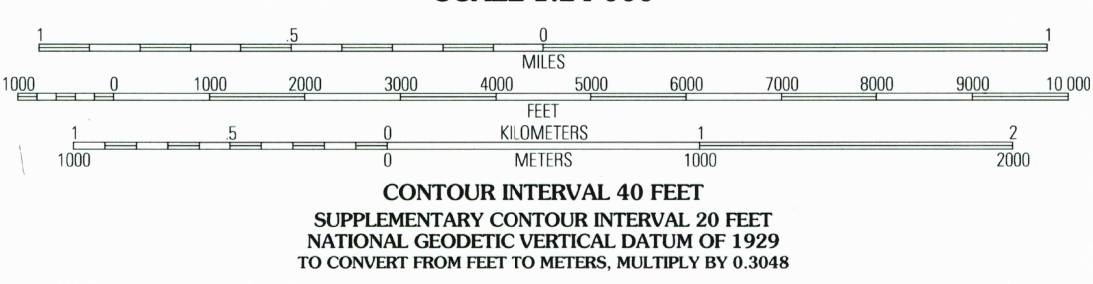 1 .5 0 1
MILES
1000 0 1000 2000 3000 4000 5000 6000 7000 8000 9000 10 000
FEET
1 .5 0 KILOMETERS 1 2
1000 0 METERS 1000 2000
CONTOUR INTERVAL 40 FEET
SUPPLEMENTARY CONTOUR INTERVAL 20 FEET
NATIONAL GEODETIC VERTICAL DATUM OF 1929
TO CONVERT FROM FEET TO METERS, MULTIPLY BY 0.3048